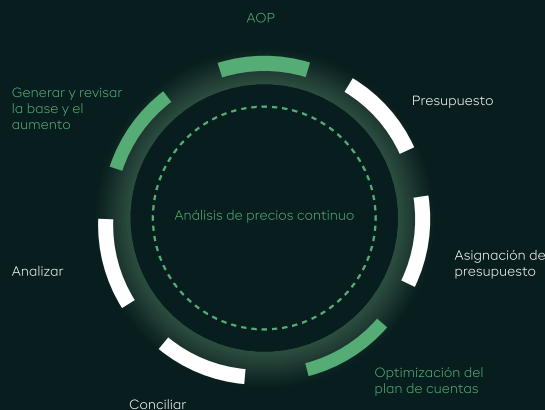 AOP
Presupuesto
Asignación de
presupuesto
Optimización del
plan de cuentas
Conciliar
Analizar
Generar y revisar
la base y el
aumento
Análisis de precios continuo